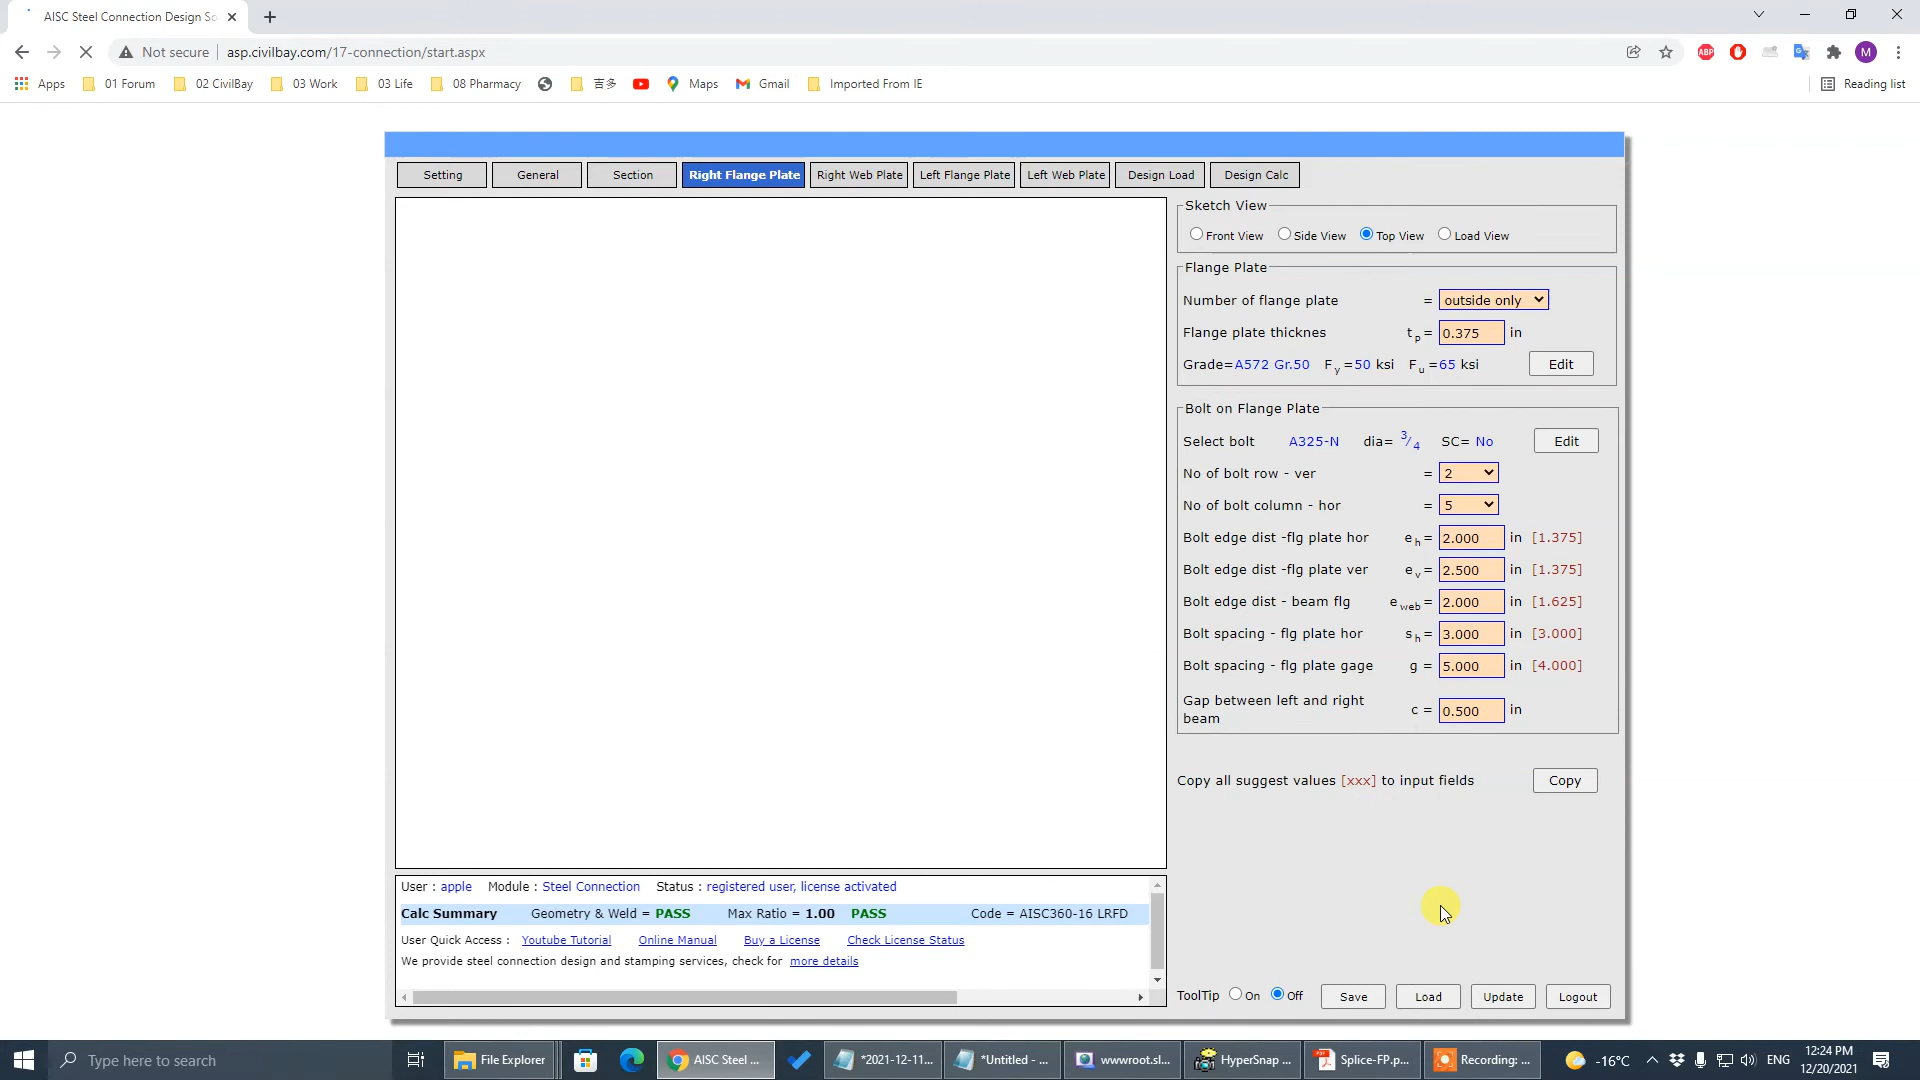 AISC Steel Connection Design So
Not secure asp.civilbay.com/17-connection/start.aspx
ABP M
Apps 01 Forum 02 CivilBay 03 Work 03 Life 08 Pharmacy 吉多 Maps Gmail Imported From IE Reading list
Setting General Section Right Flange Plate Right Web Plate Left Flange Plate Left Web Plate Design Load Design Calc
Sketch View
Front View Side View Top View Load View
Flange Plate
Number of flange plate = outside only
Flange plate thicknes tp= 0.375 in
Grade=A572 Gr.50 Fy=50 ksi Fu=65 ksi Edit
Bolt on Flange Plate
Select bolt A325-N dia= 3/4 SC= No Edit
No of bolt row - ver = 2
No of bolt column - hor = 5
Bolt edge dist -flg plate hor eh= 2.000 in [1.375]
Bolt edge dist -flg plate ver ev= 2.500 in [1.375]
Bolt edge dist - beam flg eweb= 2.000 in [1.625]
Bolt spacing - flg plate hor sh= 3.000 in [3.000]
Bolt spacing - flg plate gage g = 5.000 in [4.000]
Gap between left and right
beam c = 0.500 in
Copy all suggest values [xxx] to input fields Copy
User : apple Module : Steel Connection Status : registered user, license activated
Calc Summary Geometry & Weld = PASS Max Ratio = 1.00 PASS Code = AISC360-16 LRFD
User Quick Access : Youtube Tutorial Online Manual Buy a License Check License Status
We provide steel connection design and stamping services, check for more details
ToolTip On Off Save Load Update Logout
Type here to search File Explorer AISC Steel ... *2021-12-11... *Untitled - ... wwwroot.sl... HyperSnap ... Splice-FP.p... Recording: ... -16°C ENG 12:24 PM
12/20/2021